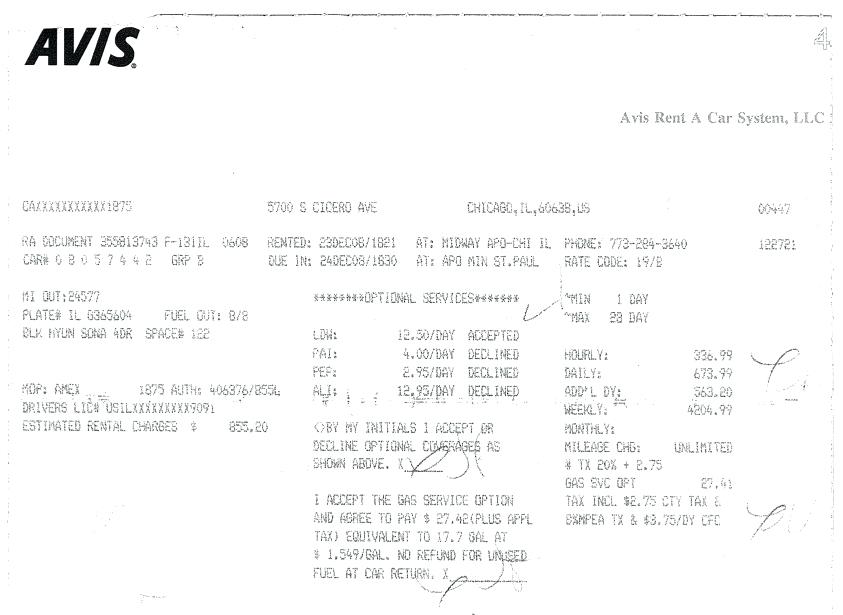 AVIS
4
Avis Rent A Car System, LLC
CAXXXXXXXXXXX1875 5700 S CICERO AVE CHICAGO,IL,60638,US 00447
RA DOCUMENT 355813743 F-131IL 0608 RENTED: 23DEC08/1821 AT: MIDWAY APO-CHI IL PHONE: 773-284-3640 122721
CAR# 0 8 0 5 7 4 4 2 GRP B DUE IN: 24DEC08/1830 AT: APO MIN ST.PAUL RATE CODE: 19/B
MI OUT:24577 ********OPTIONAL SERVICES******* ~MIN 1 DAY
PLATE# IL G365604 FUEL OUT: 8/8 ~MAX 28 DAY
BLK HYUN SONA 4DR SPACE# 122 LDW: 12.50/DAY ACCEPTED
PAI: 4.00/DAY DECLINED HOURLY: 336.99
PEP: 2.95/DAY DECLINED DAILY: 673.99
MOP: AMEX 1875 AUTH: 406376/855L ALI: 12.95/DAY DECLINED ADD'L DY: 563.20
DRIVERS LIC# USILXXXXXXXXX9091 WEEKLY: 4204.99
ESTIMATED RENTAL CHARGES $ 855.20 <>BY MY INITIALS I ACCEPT OR MONTHLY:
DECLINE OPTIONAL COVERAGES AS MILEAGE CHG: UNLIMITED
SHOWN ABOVE. X # TX 20% + 2.75
GAS SVC OPT 27.41
I ACCEPT THE GAS SERVICE OPTION TAX INCL $2.75 CTY TAX &
AND AGREE TO PAY $ 27.42(PLUS APPL 8%MPEA TX & $3.75/DY CFC
TAX) EQUIVALENT TO 17.7 GAL AT
$ 1.549/GAL. NO REFUND FOR UNUSED
FUEL AT CAR RETURN. X